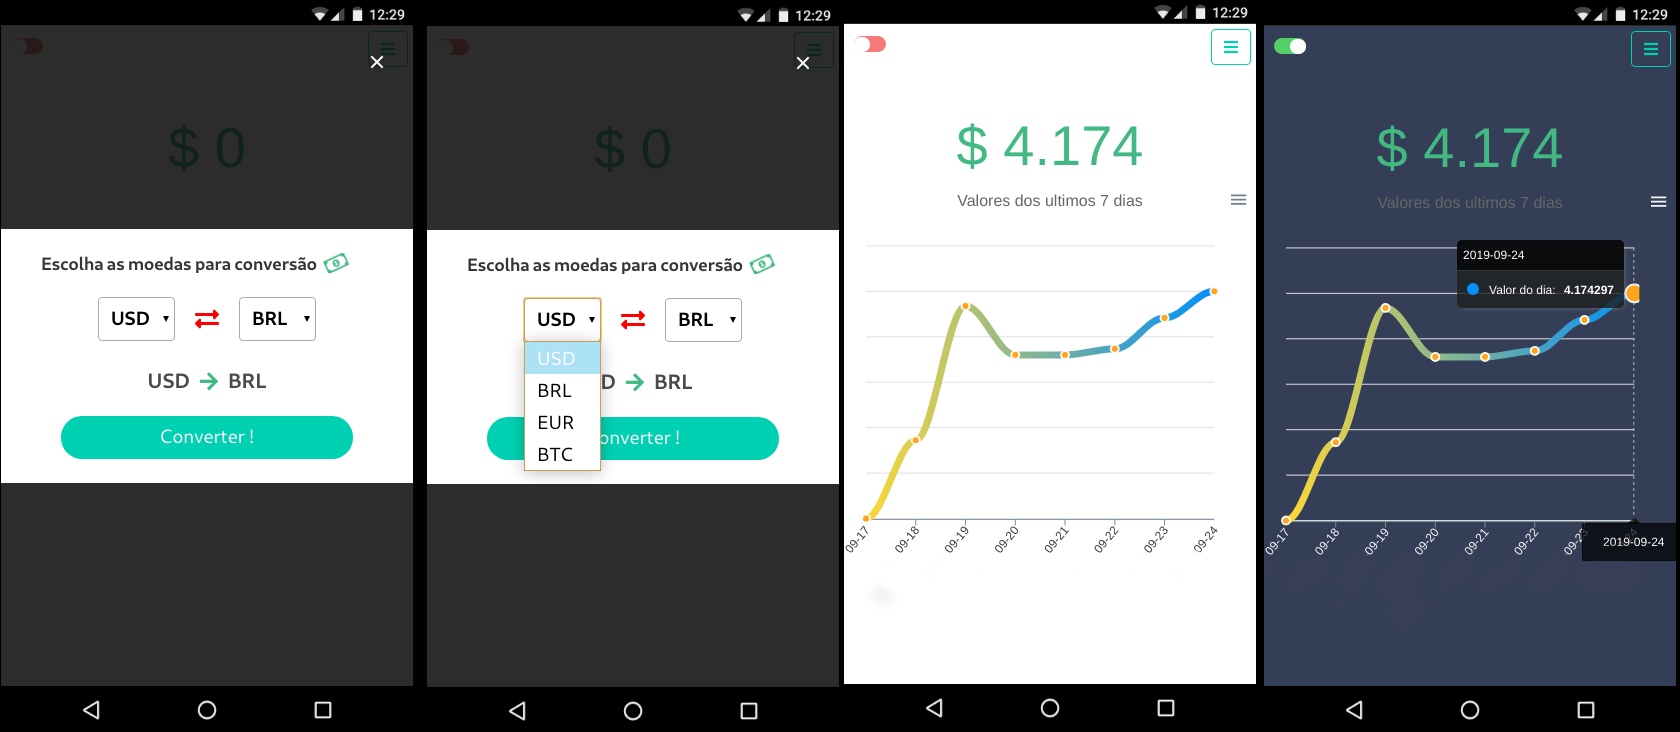 12:29
$ 0
Escolha as moedas para conversão
USD BRL
USD BRL
Converter !
12:29
$ 0
Escolha as moedas para conversão
USD BRL
USD
BRL
EUR
BTC
D BRL
onverter !
12:29
$ 4.174
Valores dos ultimos 7 dias
09-17 09-18 09-19 09-20 09-21 09-22 09-23 09-24
12:29
$ 4.174
Valores dos ultimos 7 dias
2019-09-24
Valor do dia: 4.174297
09-17 09-18 09-19 09-20 09-21 09-22 09-23
2019-09-24